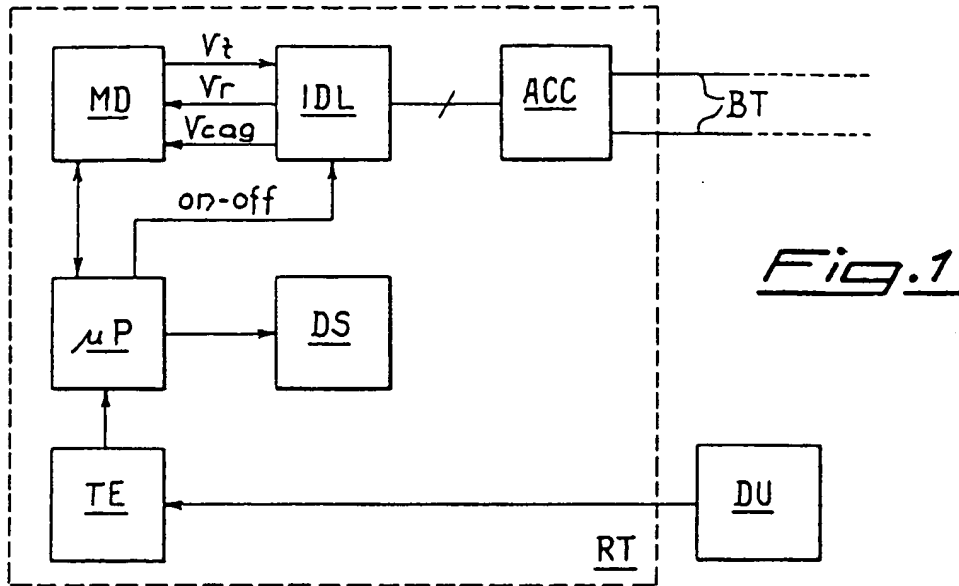 MD
Vt
Vr
Vcag
IDL
ACC
BT
on-off
μP
DS
Fig.1
TE
DU
RT